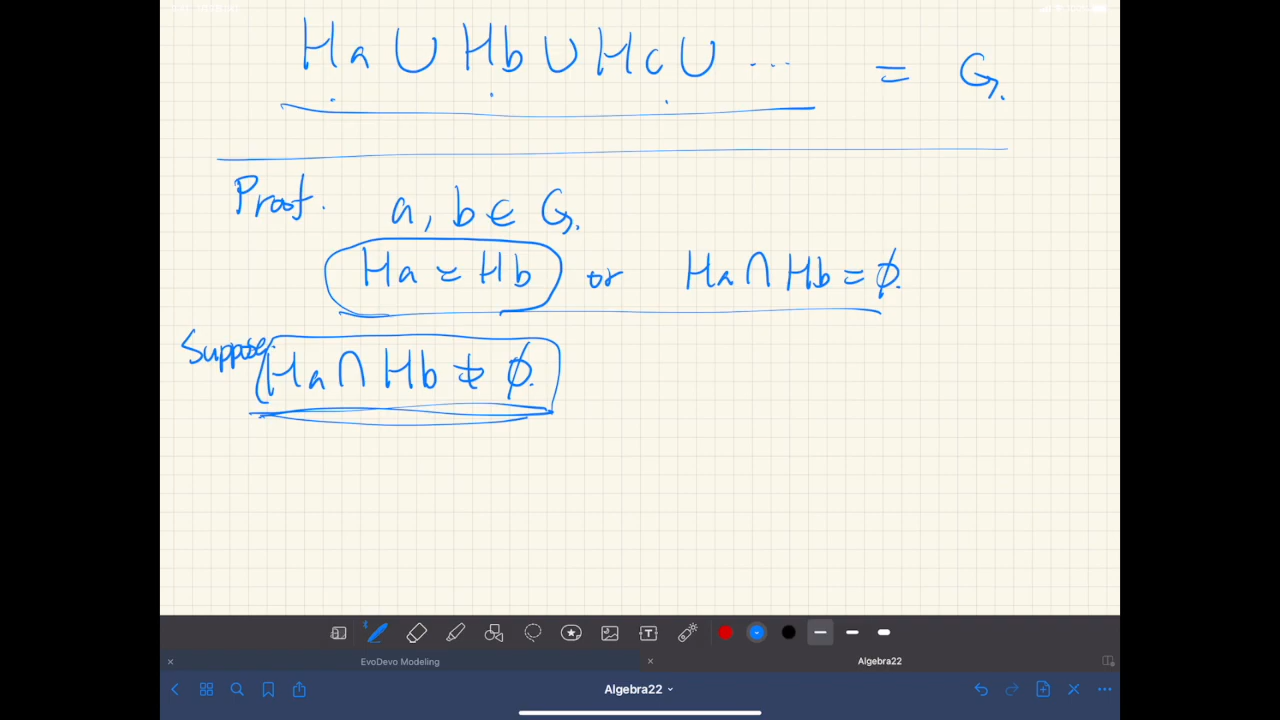 Ha ∪ Hb ∪ Hc ∪ ... = G.
Proof. a, b ∈ G.
Ha = Hb or Ha ∩ Hb = ∅.
Suppose Ha ∩ Hb ≠ ∅.
EvoDevo Modeling
Algebra22
Algebra22